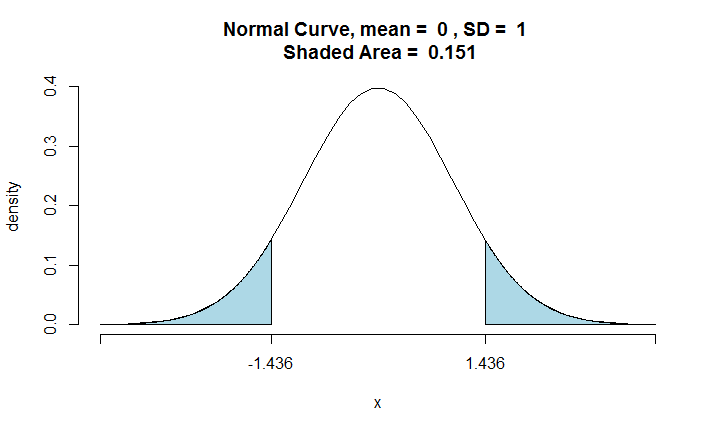 Normal Curve, mean =  0 , SD =  1
Shaded Area =  0.151
0.4
0.3
0.2
0.1
0.0
density
-1.436
1.436
x